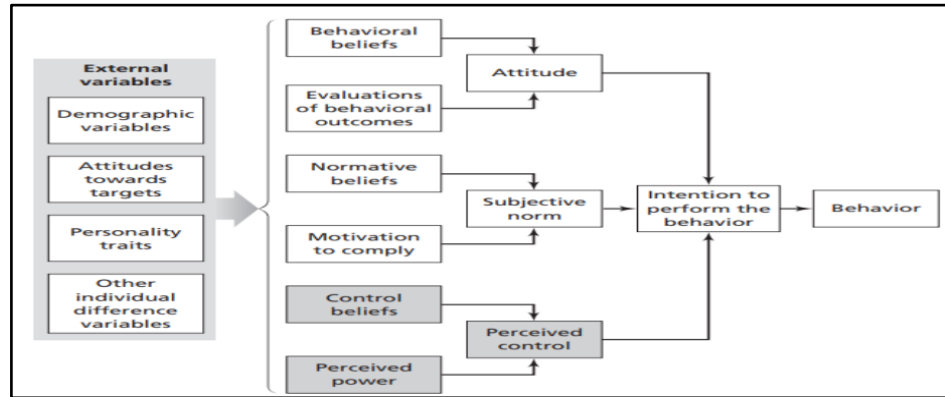 External
variables
Demographic
variables
Attitudes
towards
targets
Personality
traits
Other
individual
difference
variables
Behavioral
beliefs
Evaluations
of behavioral
outcomes
Normative
beliefs
Motivation
to comply
Control
beliefs
Perceived
power
Attitude
Subjective
norm
Perceived
control
Intention to
perform the
behavior
Behavior